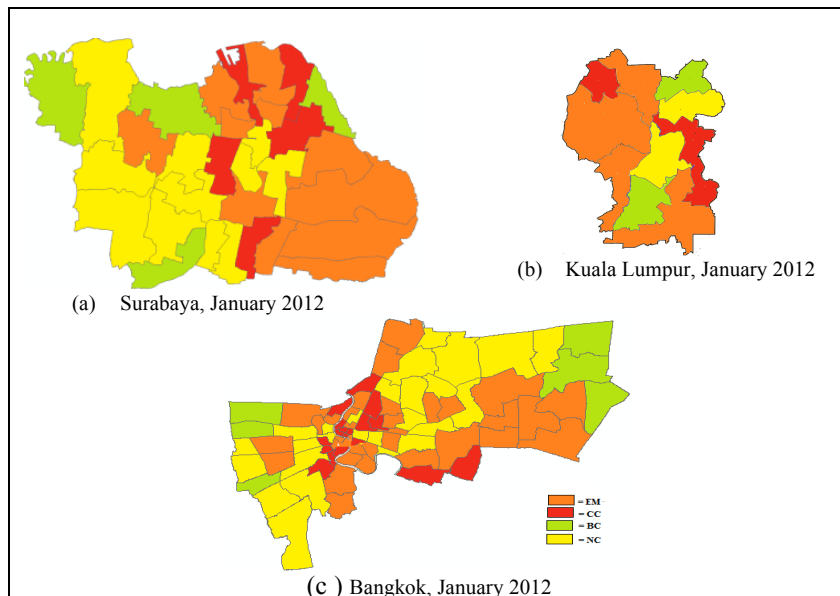 (a) Surabaya, January 2012
(b) Kuala Lumpur, January 2012
= EM
= CC
= BC
= NC
(c ) Bangkok, January 2012